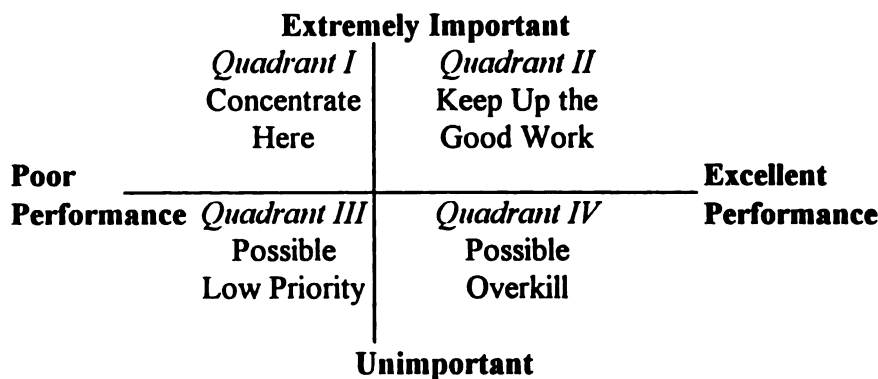 Extremely Important
Quadrant I
Concentrate
Here
Quadrant II
Keep Up the
Good Work
Poor
Performance
Excellent
Performance
Quadrant III
Possible
Low Priority
Quadrant IV
Possible
Overkill
Unimportant